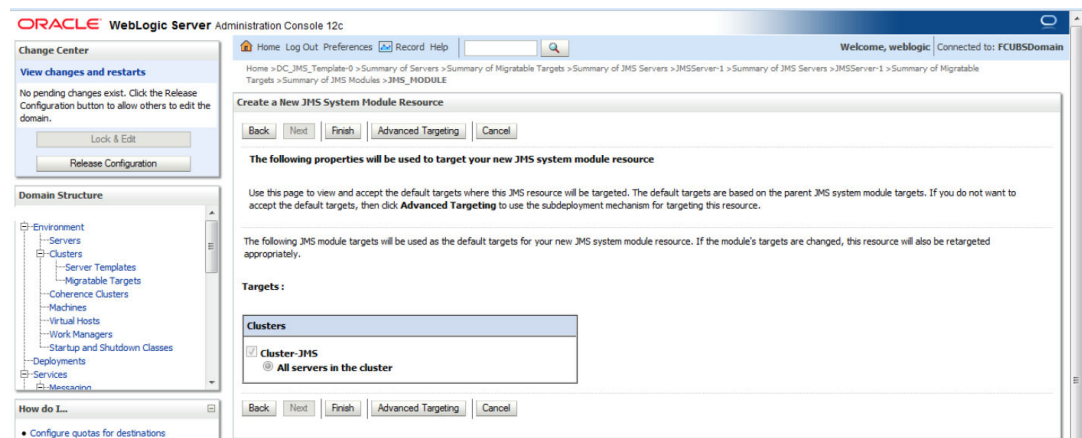 ORACLE WebLogic Server Administration Console 12c
Change Center
View changes and restarts
No pending changes exist. Click the Release
Configuration button to allow others to edit the
domain.
Lock & Edit
Release Configuration
Domain Structure
Environment
Servers
Clusters
Server Templates
Migratable Targets
Coherence Clusters
Machines
Virtual Hosts
Work Managers
Startup and Shutdown Classes
Deployments
Services
Messaging
How do I...
Configure quotas for destinations
Home Log Out Preferences Record Help
Welcome, weblogic Connected to: FCUBSDomain
Home >DC_JMS_Template-0 >Summary of Servers >Summary of Migratable Targets >Summary of JMS Servers >JMSServer-1 >Summary of JMS Servers >JMSServer-1 >Summary of Migratable
Targets >Summary of JMS Modules >JMS_MODULE
Create a New JMS System Module Resource
Back Next Finish Advanced Targeting Cancel
The following properties will be used to target your new JMS system module resource
Use this page to view and accept the default targets where this JMS resource will be targeted. The default targets are based on the parent JMS system module targets. If you do not want to
accept the default targets, then click Advanced Targeting to use the subdeployment mechanism for targeting this resource.
The following JMS module targets will be used as the default targets for your new JMS system module resource. If the module's targets are changed, this resource will also be retargeted
appropriately.
Targets :
Clusters
Cluster-JMS
All servers in the cluster
Back Next Finish Advanced Targeting Cancel